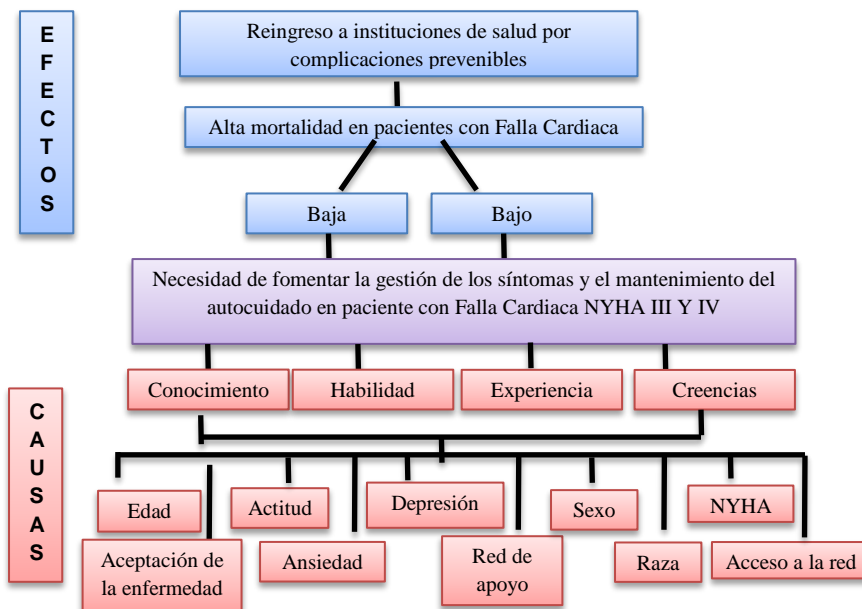 EFECTOS
Reingreso a instituciones de salud por
complicaciones prevenibles
Alta mortalidad en pacientes con Falla Cardiaca
Baja
Bajo
Necesidad de fomentar la gestión de los síntomas y el mantenimiento del
autocuidado en paciente con Falla Cardiaca NYHA III Y IV
CAUSAS
Conocimiento
Habilidad
Experiencia
Creencias
Edad
Actitud
Depresión
Sexo
NYHA
Aceptación de
la enfermedad
Ansiedad
Red de
apoyo
Raza
Acceso a la red